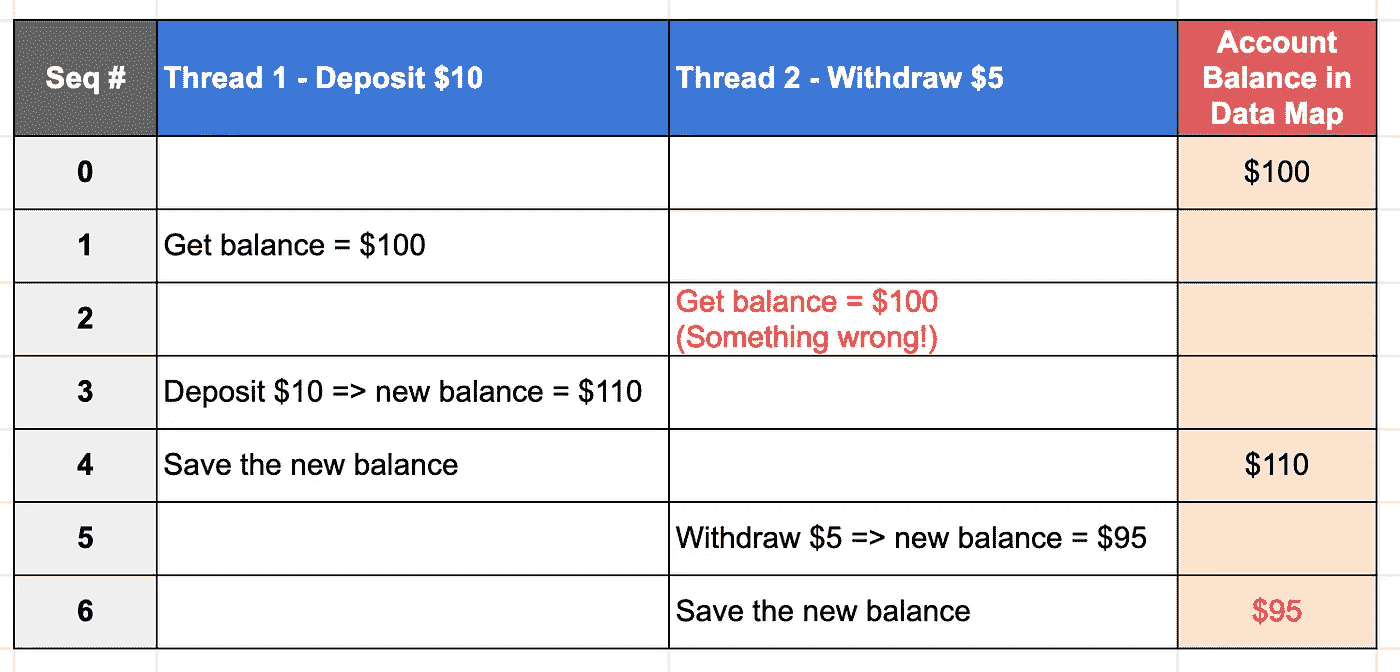 Seq #
Thread 1 - Deposit $10
Thread 2 - Withdraw $5
Account
Balance in
Data Map
0
$100
1
Get balance = $100
2
Get balance = $100
(Something wrong!)
3
Deposit $10 => new balance = $110
4
Save the new balance
$110
5
Withdraw $5 => new balance = $95
6
Save the new balance
$95